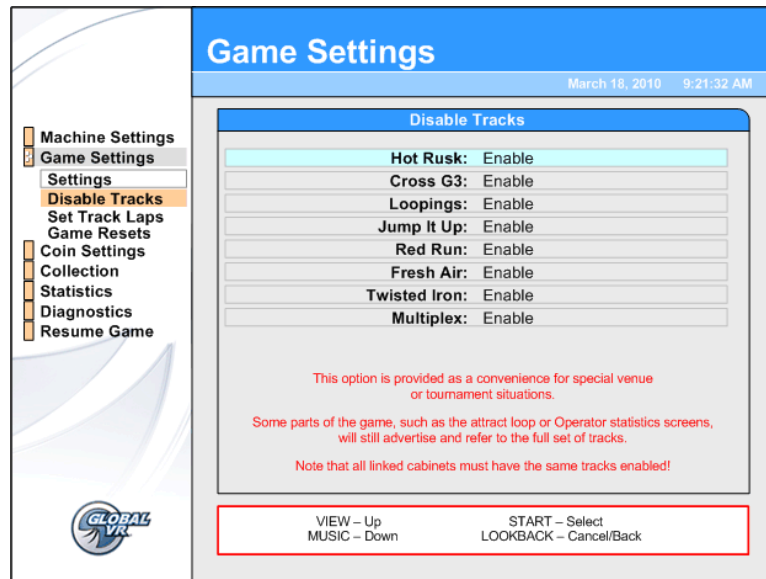 Game Settings
March 18, 2010 9:21:32 AM
Machine Settings
Game Settings
Settings
Disable Tracks
Set Track Laps
Game Resets
Coin Settings
Collection
Statistics
Diagnostics
Resume Game
Disable Tracks
Hot Rusk: Enable
Cross G3: Enable
Loopings: Enable
Jump It Up: Enable
Red Run: Enable
Fresh Air: Enable
Twisted Iron: Enable
Multiplex: Enable
This option is provided as a convenience for special venue
or tournament situations.
Some parts of the game, such as the attract loop or Operator statistics screens,
will still advertise and refer to the full set of tracks.
Note that all linked cabinets must have the same tracks enabled!
GLOBAL
VR
VIEW – Up START – Select
MUSIC – Down LOOKBACK – Cancel/Back